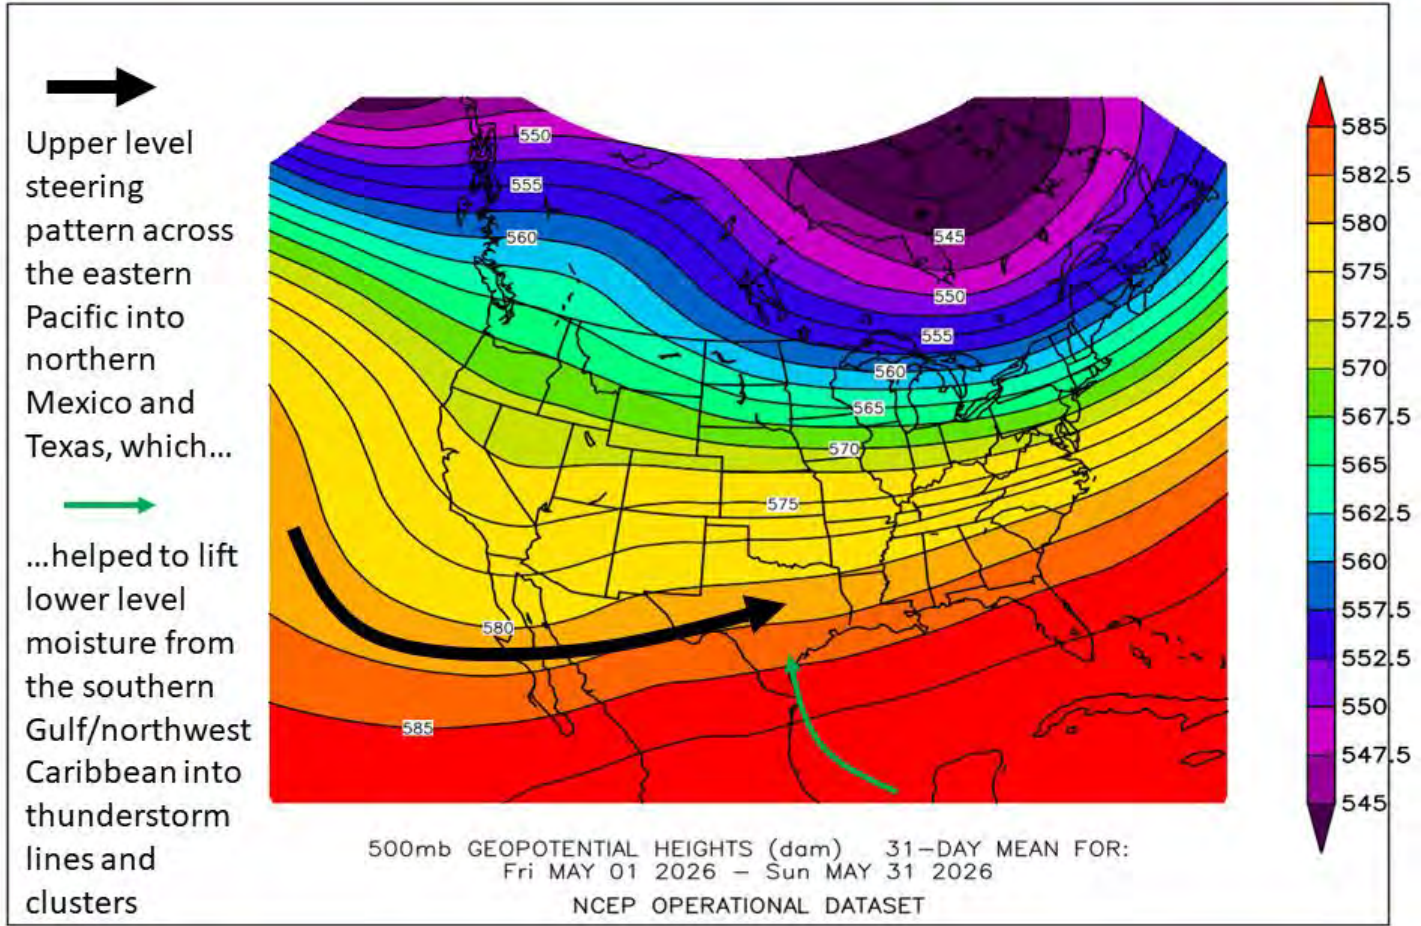 Upper level
steering
pattern across
the eastern
Pacific into
northern
Mexico and
Texas, which...
...helped to lift
lower level
moisture from
the southern
Gulf/northwest
Caribbean into
thunderstorm
lines and
clusters
550
555
560
545
550
555
560
565
570
575
580
585
585
582.5
580
575
572.5
570
567.5
565
562.5
560
557.5
552.5
550
547.5
545
500mb GEOPOTENTIAL HEIGHTS (dam) 31-DAY MEAN FOR:
Fri MAY 01 2026 – Sun MAY 31 2026
NCEP OPERATIONAL DATASET